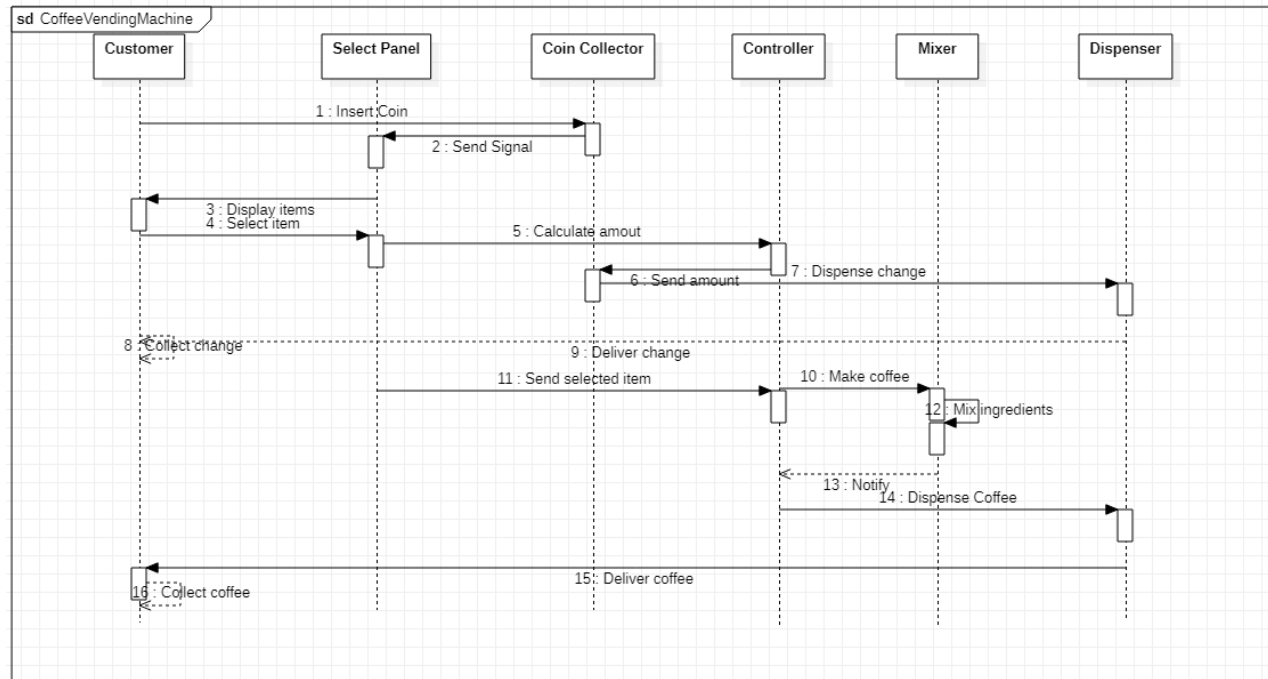 sd CoffeeVendingMachine
Customer
Select Panel
Coin Collector
Controller
Mixer
Dispenser
1 : Insert Coin
2 : Send Signal
3 : Display items
4 : Select item
5 : Calculate amout
6 : Send amount
7 : Dispense change
8 : Collect change
9 : Deliver change
11 : Send selected item
10 : Make coffee
12 : Mix ingredients
13 : Notify
14 : Dispense Coffee
15 : Deliver coffee
16 : Collect coffee